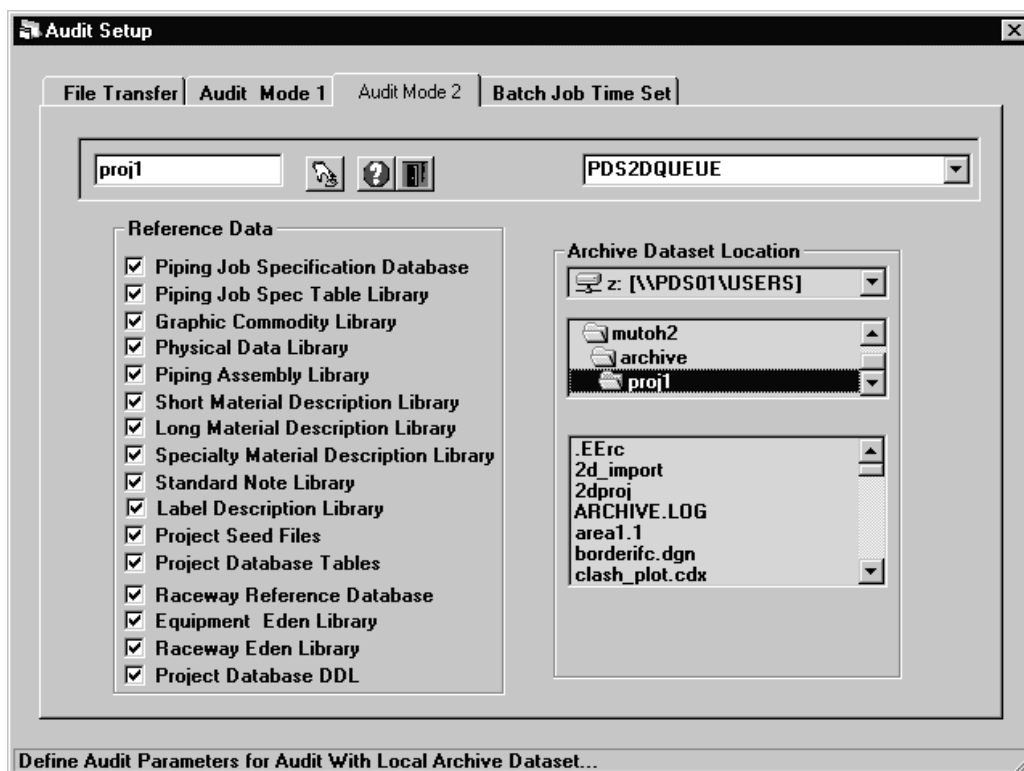 Audit Setup
File Transfer Audit Mode 1 Audit Mode 2 Batch Job Time Set
proj1 PDS2DQUEUE
Reference Data
Piping Job Specification Database
Piping Job Spec Table Library
Graphic Commodity Library
Physical Data Library
Piping Assembly Library
Short Material Description Library
Long Material Description Library
Specialty Material Description Library
Standard Note Library
Label Description Library
Project Seed Files
Project Database Tables
Raceway Reference Database
Equipment Eden Library
Raceway Eden Library
Project Database DDL
Archive Dataset Location
z: [\\PDS01\USERS]
mutoh2
archive
proj1
.EErc
2d_import
2dproj
ARCHIVE.LOG
area1.1
borderifc.dgn
clash_plot.cdx
Define Audit Parameters for Audit With Local Archive Dataset...